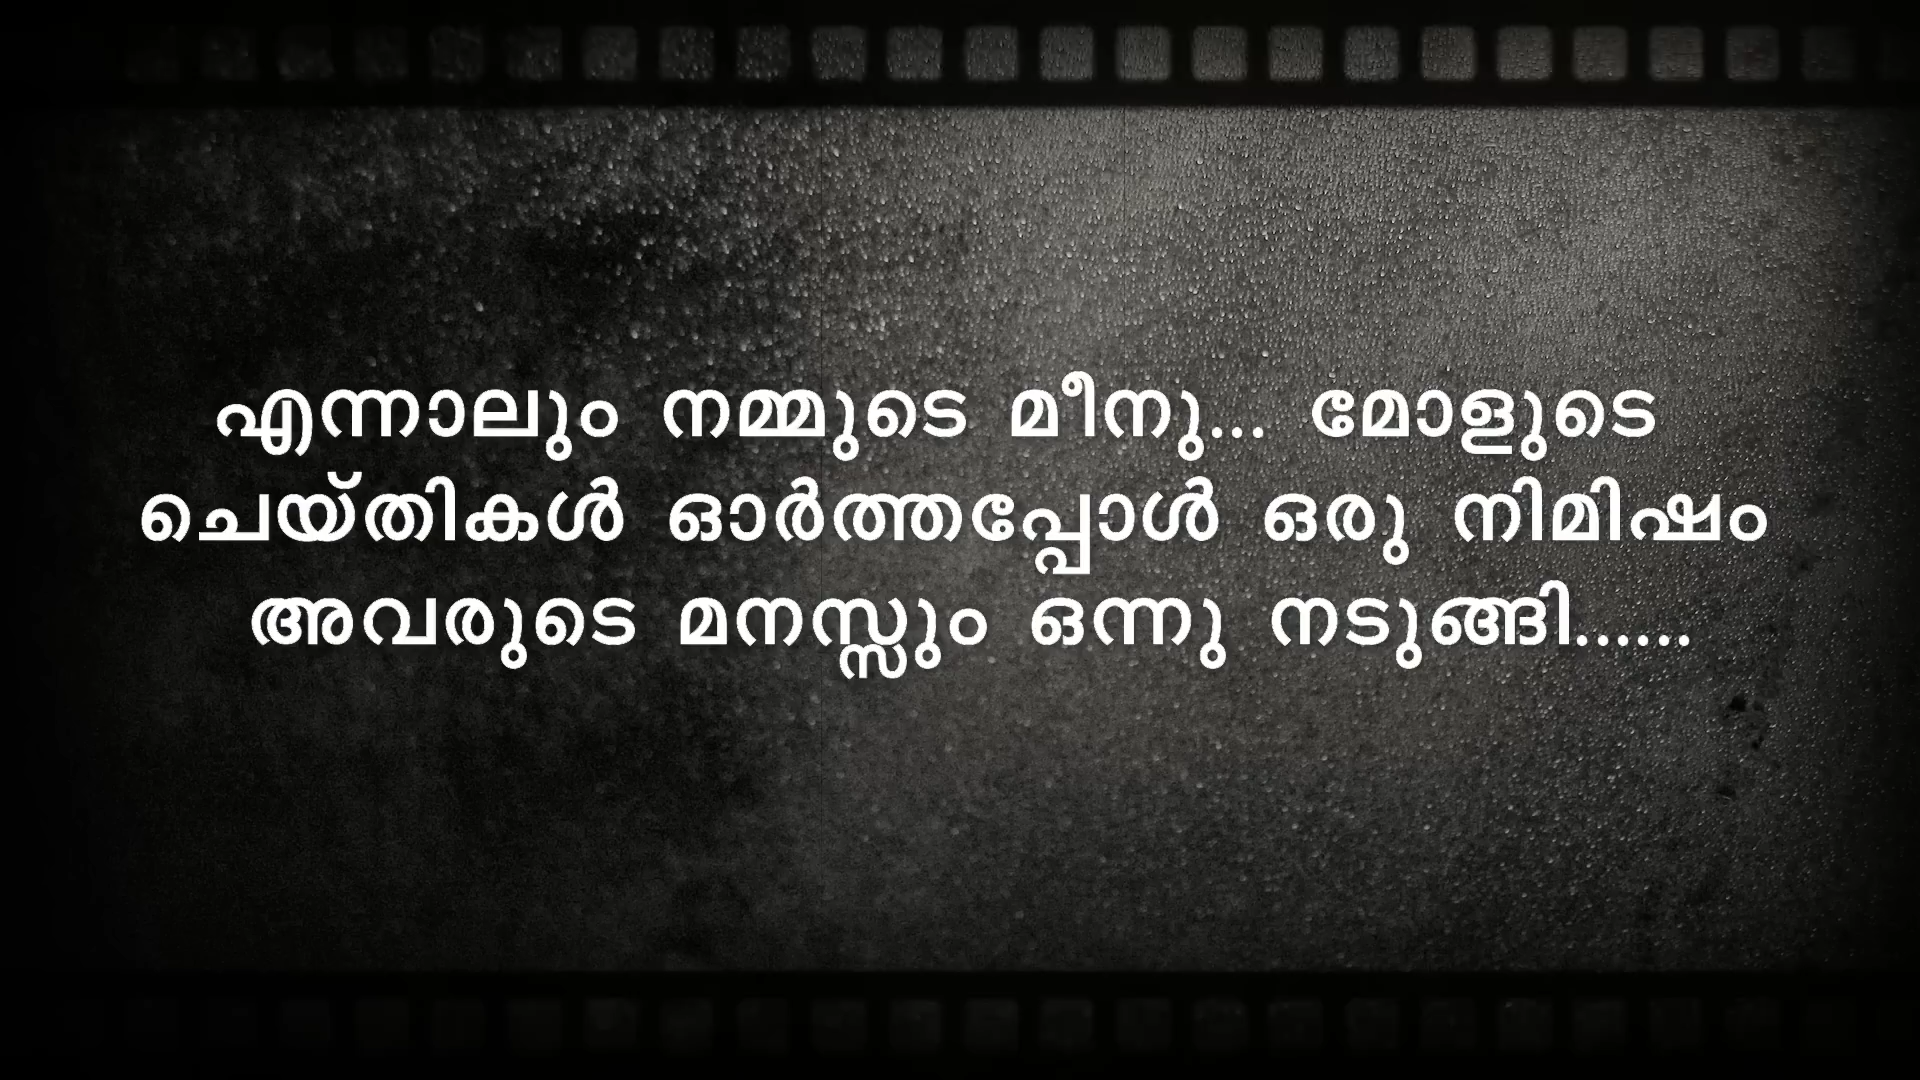 എന്നാലും നമ്മുടെ മീനു... മോളുടെ
ചെയ്തികൾ ഓർത്തപ്പോൾ ഒരു നിമിഷം
അവരുടെ മനസ്സും ഒന്നു നടുങ്ങി......